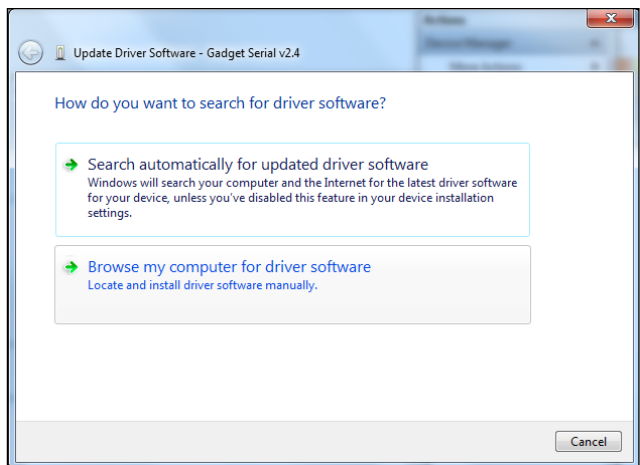 Update Driver Software - Gadget Serial v2.4
How do you want to search for driver software?
Search automatically for updated driver software
Windows will search your computer and the Internet for the latest driver software
for your device, unless you've disabled this feature in your device installation
settings.
Browse my computer for driver software
Locate and install driver software manually.
Cancel